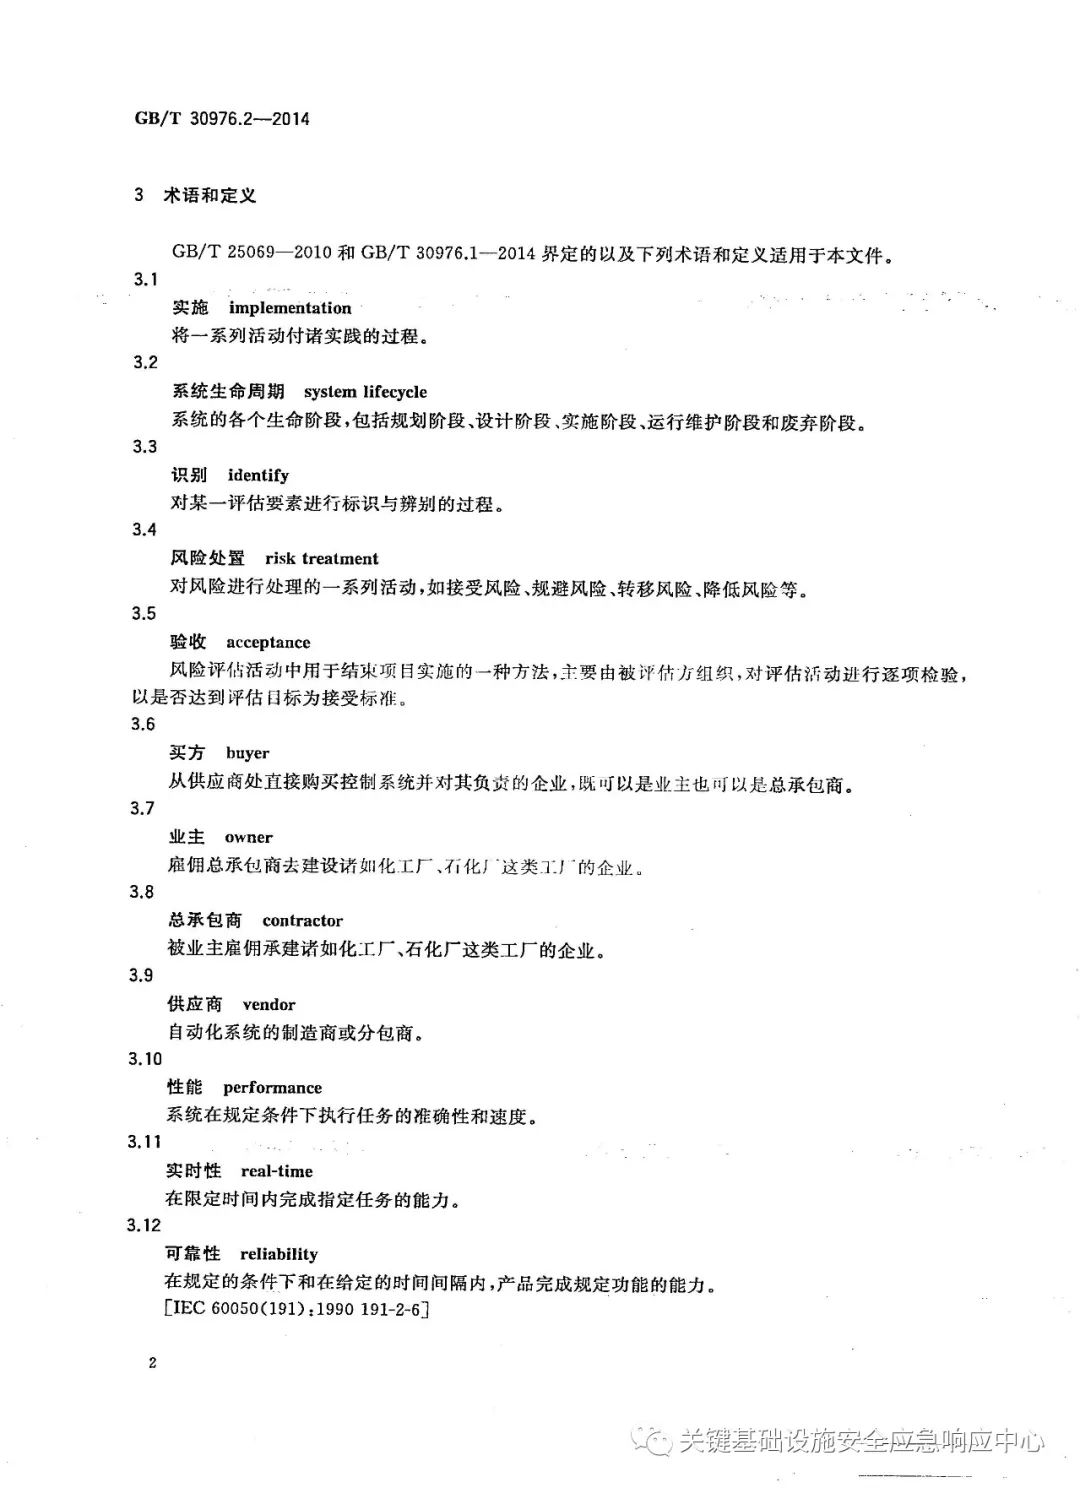 GB/T 30976.2—2014
3 术语和定义
GB/T 25069—2010 和 GB/T 30976.1—2014 界定的以及下列术语和定义适用于本文件。
3.1
实施 implementation
将一系列活动付诸实践的过程。
3.2
系统生命周期 system lifecycle
系统的各个生命阶段,包括规划阶段、设计阶段、实施阶段、运行维护阶段和废弃阶段。
3.3
识别 identify
对某一评估要素进行标识与辨别的过程。
3.4
风险处置 risk treatment
对风险进行处理的一系列活动,如接受风险、规避风险、转移风险、降低风险等。
3.5
验收 acceptance
风险评估活动中用于结束项目实施的一种方法,主要由被评估方组织,对评估活动进行逐项检验,
以是否达到评估目标为接受标准。
3.6
买方 buyer
从供应商处直接购买控制系统并对其负责的企业,既可以是业主也可以是总承包商。
3.7
业主 owner
雇佣总承包商去建设诸如化工厂、石化厂这类工厂的企业。
3.8
总承包商 contractor
被业主雇佣承建诸如化工厂、石化厂这类工厂的企业。
3.9
供应商 vendor
自动化系统的制造商或分包商。
3.10
性能 performance
系统在规定条件下执行任务的准确性和速度。
3.11
实时性 real-time
在限定时间内完成指定任务的能力。
3.12
可靠性 reliability
在规定的条件下和在给定的时间间隔内,产品完成规定功能的能力。
[IEC 60050(191):1990 191-2-6]
2
关键基础设施安全应急响应中心